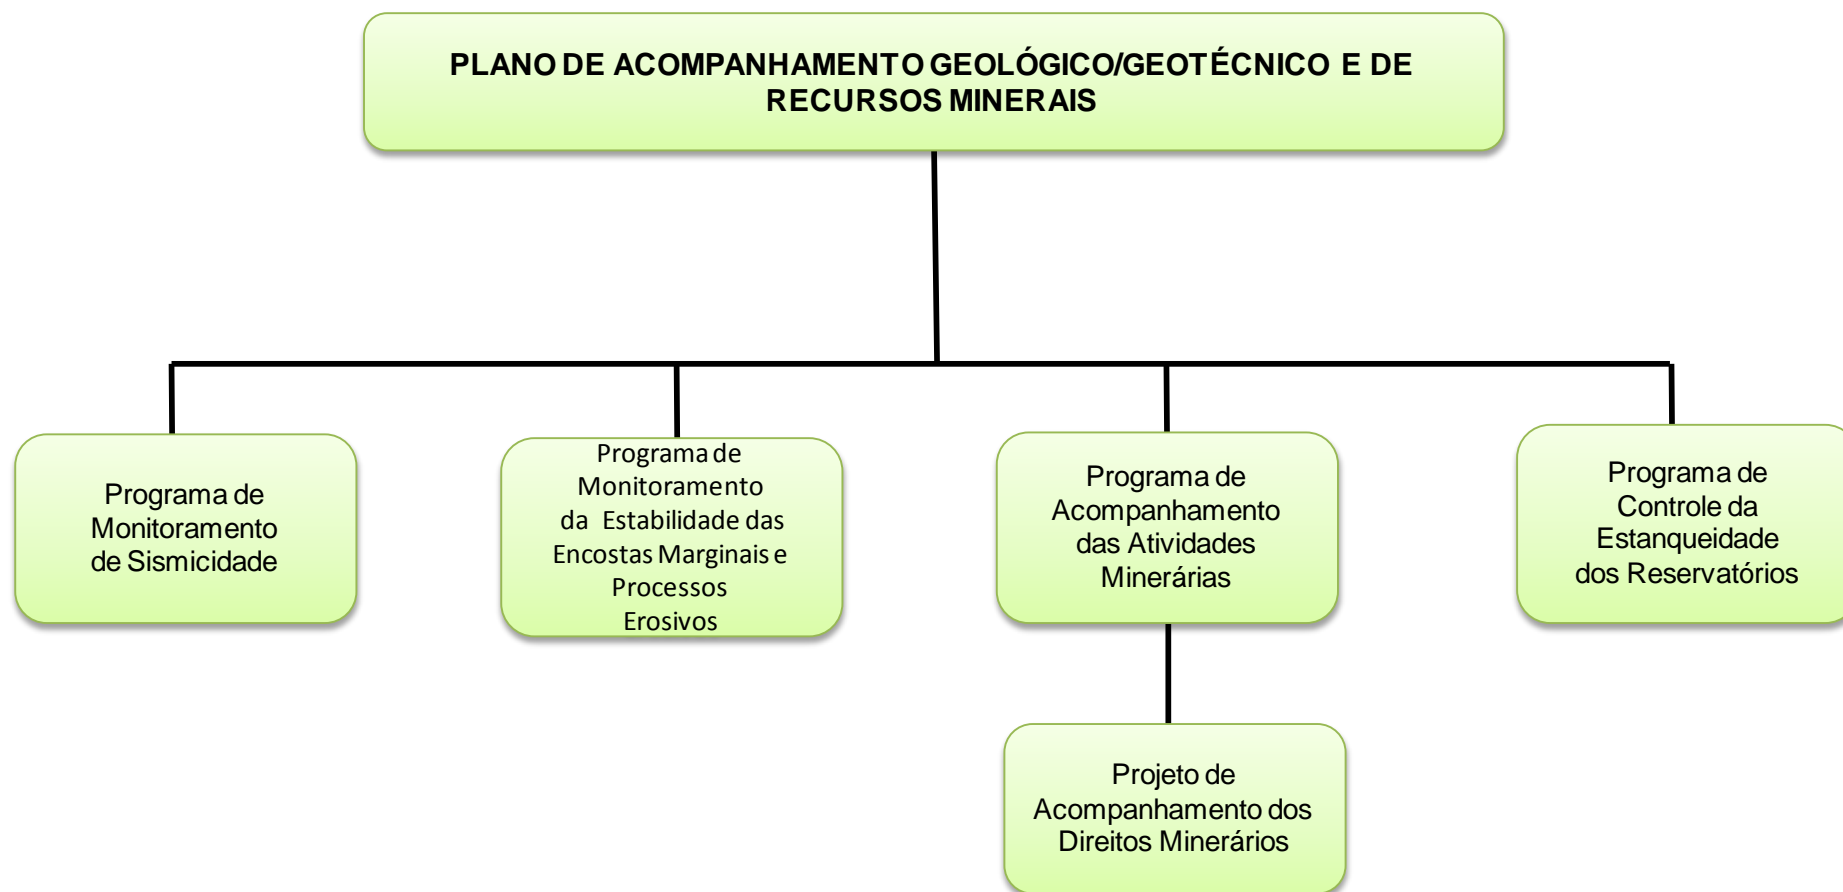 PLANO DE ACOMPANHAMENTO GEOLÓGICO/GEOTÉCNICO E DE
RECURSOS MINERAIS
Programa de
Monitoramento
de Sismicidade
Programa de
Monitoramento
da Estabilidade das
Encostas Marginais e
Processos
Erosivos
Programa de
Acompanhamento
das Atividades
Minerárias
Programa de
Controle da
Estanqueidade
dos Reservatórios
Projeto de
Acompanhamento dos
Direitos Minerários